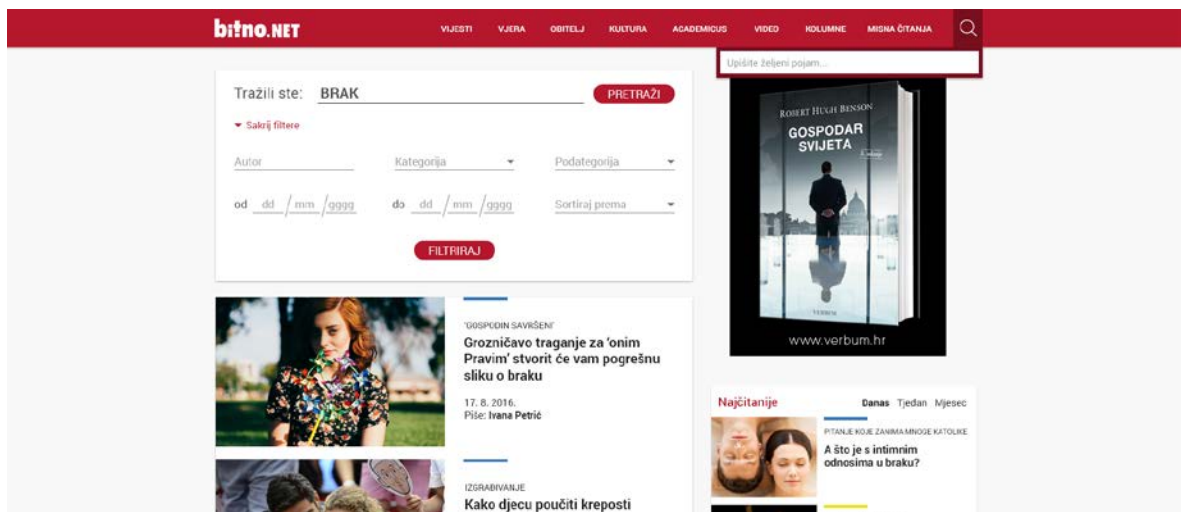 bitno.NET
VIJESTI VJERA OBITELJ KULTURA ACADEMICUS VIDEO KOLUMNE MISNA ČITANJA
Upišite željeni pojam...
Tražili ste: BRAK PRETRAŽI
Sakrij filtere
Autor Kategorija Podategorija
od dd / mm / gggg do dd / mm / gggg Sortiraj prema
FILTRIRAJ
ROBERT HUGH BENSON
GOSPODAR
SVIJETA
VERBUM
www.verbum.hr
'GOSPODIN SAVRŠENI'
Grozničavo traganje za 'onim
Pravim' stvorit će vam pogrešnu
sliku o braku
17. 8. 2016.
Piše: Ivana Petrić
IZGRAĐIVANJE
Kako djecu poučiti kreposti
Najčitanije Danas Tjedan Mjesec
PITANJE KOJE ZANIMA MNOGE KATOLIKE
A što je s intimnim
odnosima u braku?